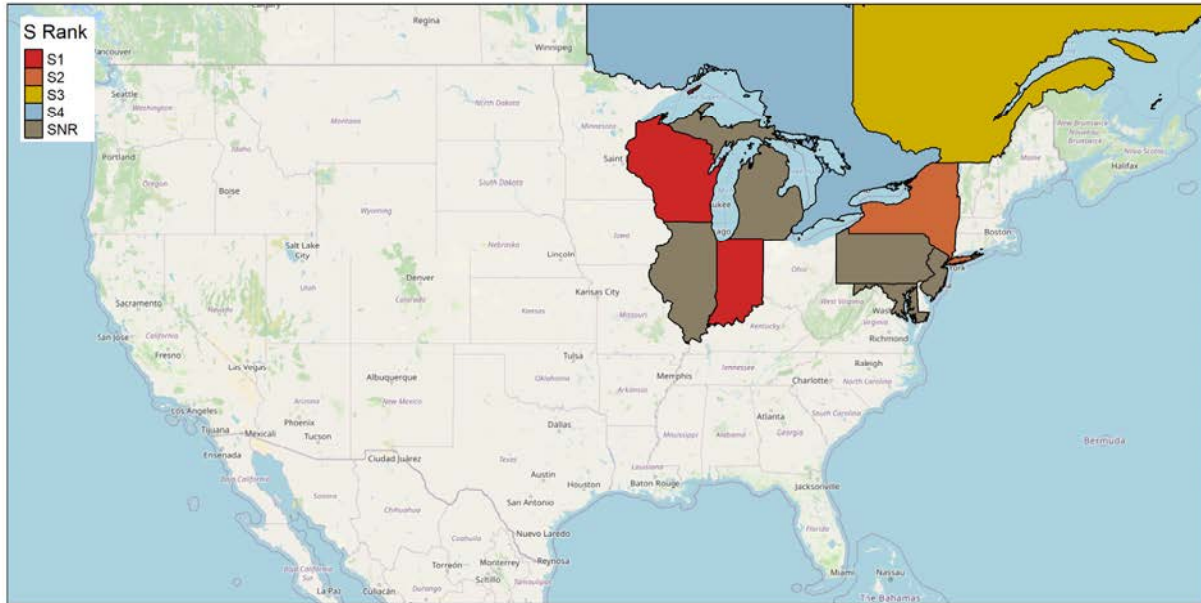 S Rank
S1
S2
S3
S4
SNR
Calgary
Regina
Vancouver
Winnipeg
Seattle
Washington
North Dakota
Montana
Minnesota
New Brunswick
Nova Scotia
Maine
Halifax
Portland
Oregon
Idaho
Boise
South Dakota
Saint
Wyoming
ukee
Boston
Iowa
ago
Salt Lake
City
Nebraska
Lincoln
Ohio
York
Sacramento
Nevada
Utah
Denver
Colorado
Kansas City
Missouri
Kansas
West Virginia
Virginia
Wash
Richmond
Kentucky
San Jose
California
Fresno
Las Vegas
Tulsa
Raleigh
Tennessee
Charlotte
North Carolina
Albuquerque
New Mexico
Oklahoma
Arkansas
Memphis
Los Angeles
Arizona
Phoenix
Atlanta
South Carolina
Tijuana
Mexicali
Tucson
Dallas
Mississippi
Alabama
Georgia
Bermuda
Ensenada
Ciudad Juárez
Texas
Louisiana
Austin
Houston
Baton Rouge
Jacksonville
Sonora
Chihuahua
San Antonio
Florida
Coahuila
Nuevo Laredo
Torreón
Monterrey
Reynosa
Miami
Nassau
Saltillo
Tamaulipas
La Paz
Culiacán
Durango
The Bahamas